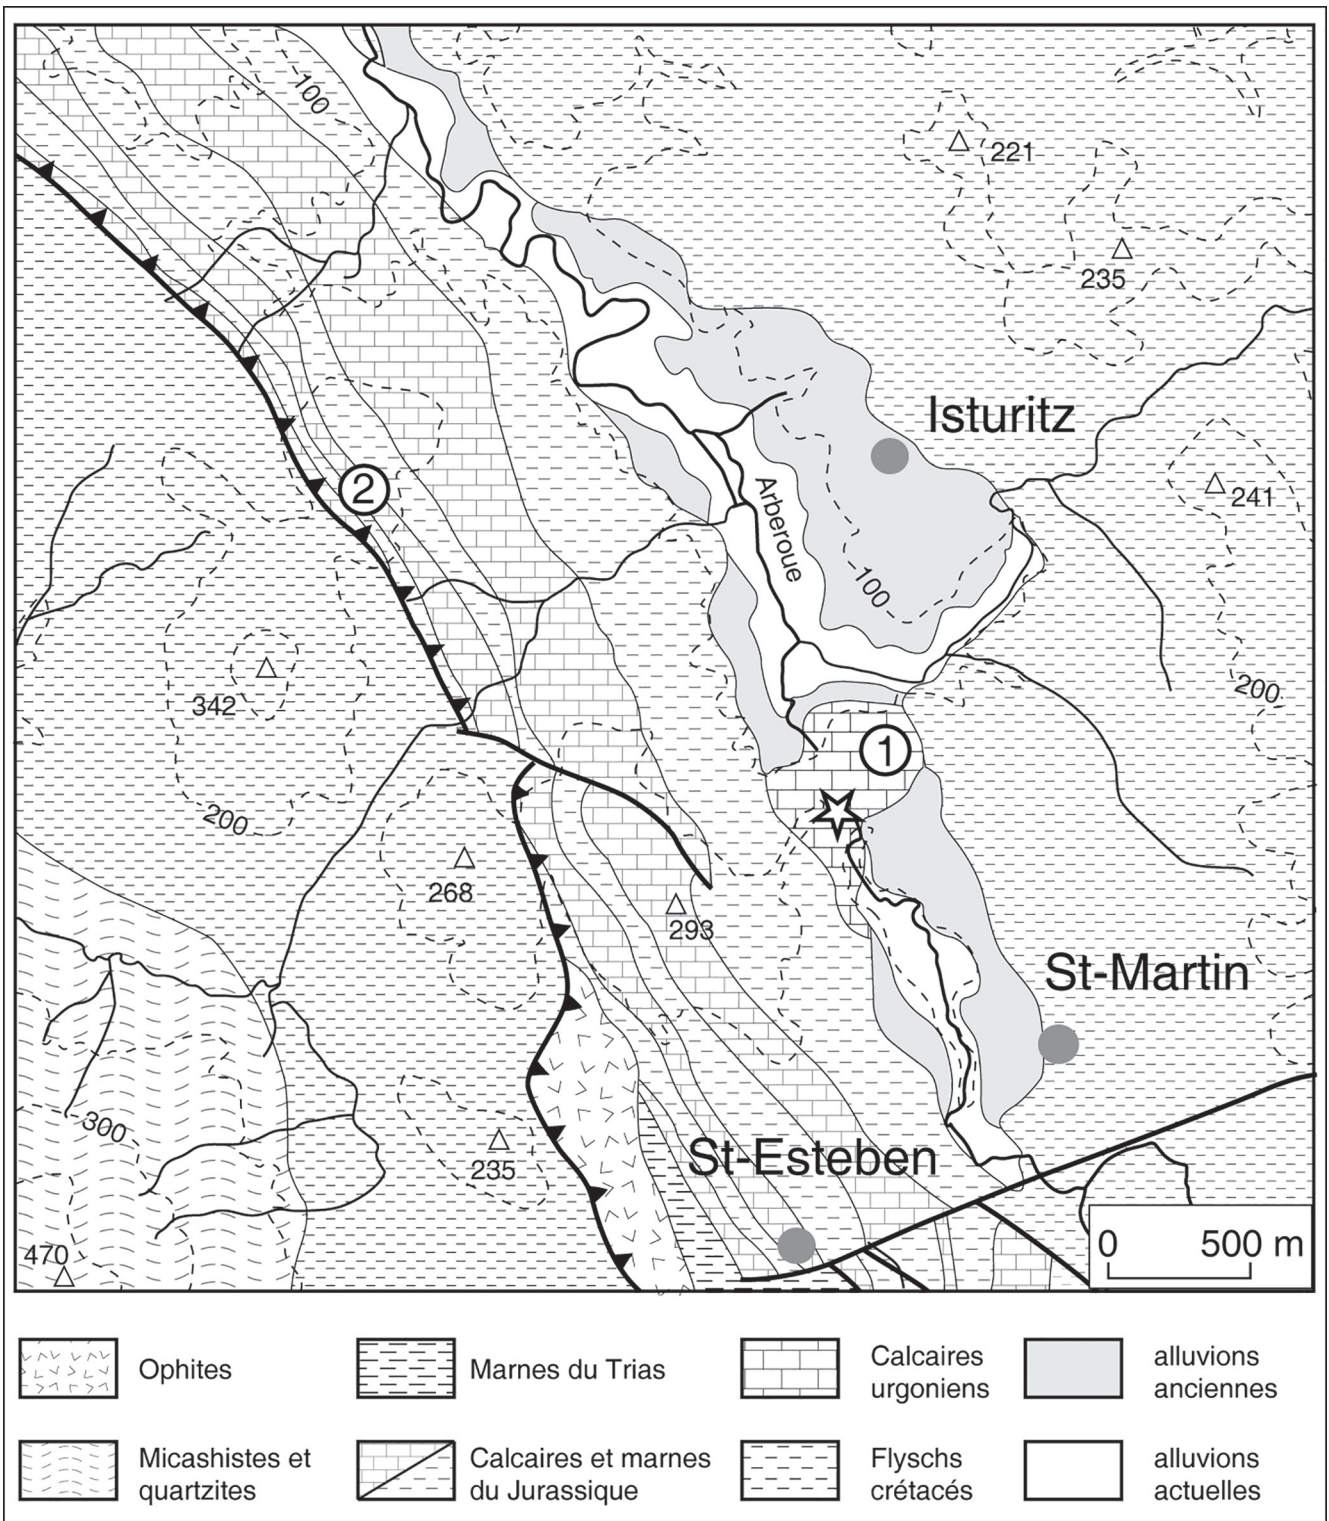 100
221
235
Isturitz
2
241
Arberoue
100
342
200
1
200
268
293
St-Martin
300
St-Esteben
235
470
0 500 m
Ophites
Marnes du Trias
Calcaires
urgoniens
alluvions
anciennes
Micashistes et
quartzites
Calcaires et marnes
du Jurassique
Flyschs
crétacés
alluvions
actuelles